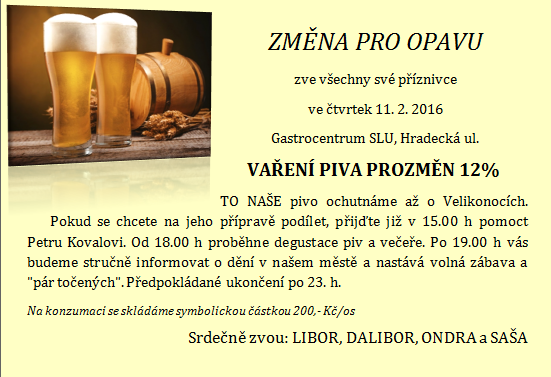 ZMĚNA PRO OPAVU
zve všechny své příznivce
ve čtvrtek 11. 2. 2016
Gastrocentrum SLU, Hradecká ul.
VAŘENÍ PIVA PROZMĚN 12%
TO NAŠE pivo ochutnáme až o Velikonocích.
Pokud se chcete na jeho přípravě podílet, přijďte již v 15.00 h pomoct
Petru Kovalovi. Od 18.00 h proběhne degustace piv a večeře. Po 19.00 h vás
budeme stručně informovat o dění v našem městě a nastává volná zábava a
"pár točených". Předpokládané ukončení po 23. h.
Na konzumaci se skládáme symbolickou částkou 200,- Kč/os
Srdečně zvou: LIBOR, DALIBOR, ONDRA a SAŠA